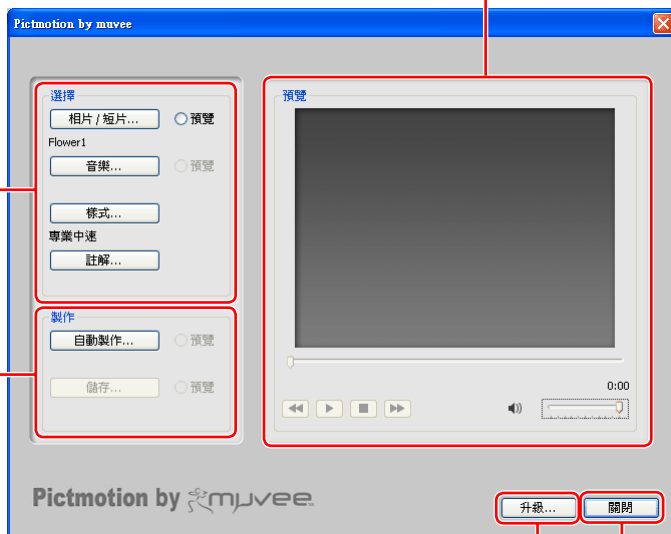 Pictmotion by muvee
選擇
相片 / 短片...
預覽
Flower1
音樂...
預覽
樣式...
專業中速
註解...
製作
自動製作...
預覽
儲存...
預覽
預覽
0:00
Pictmotion by muvee
升級...
關閉